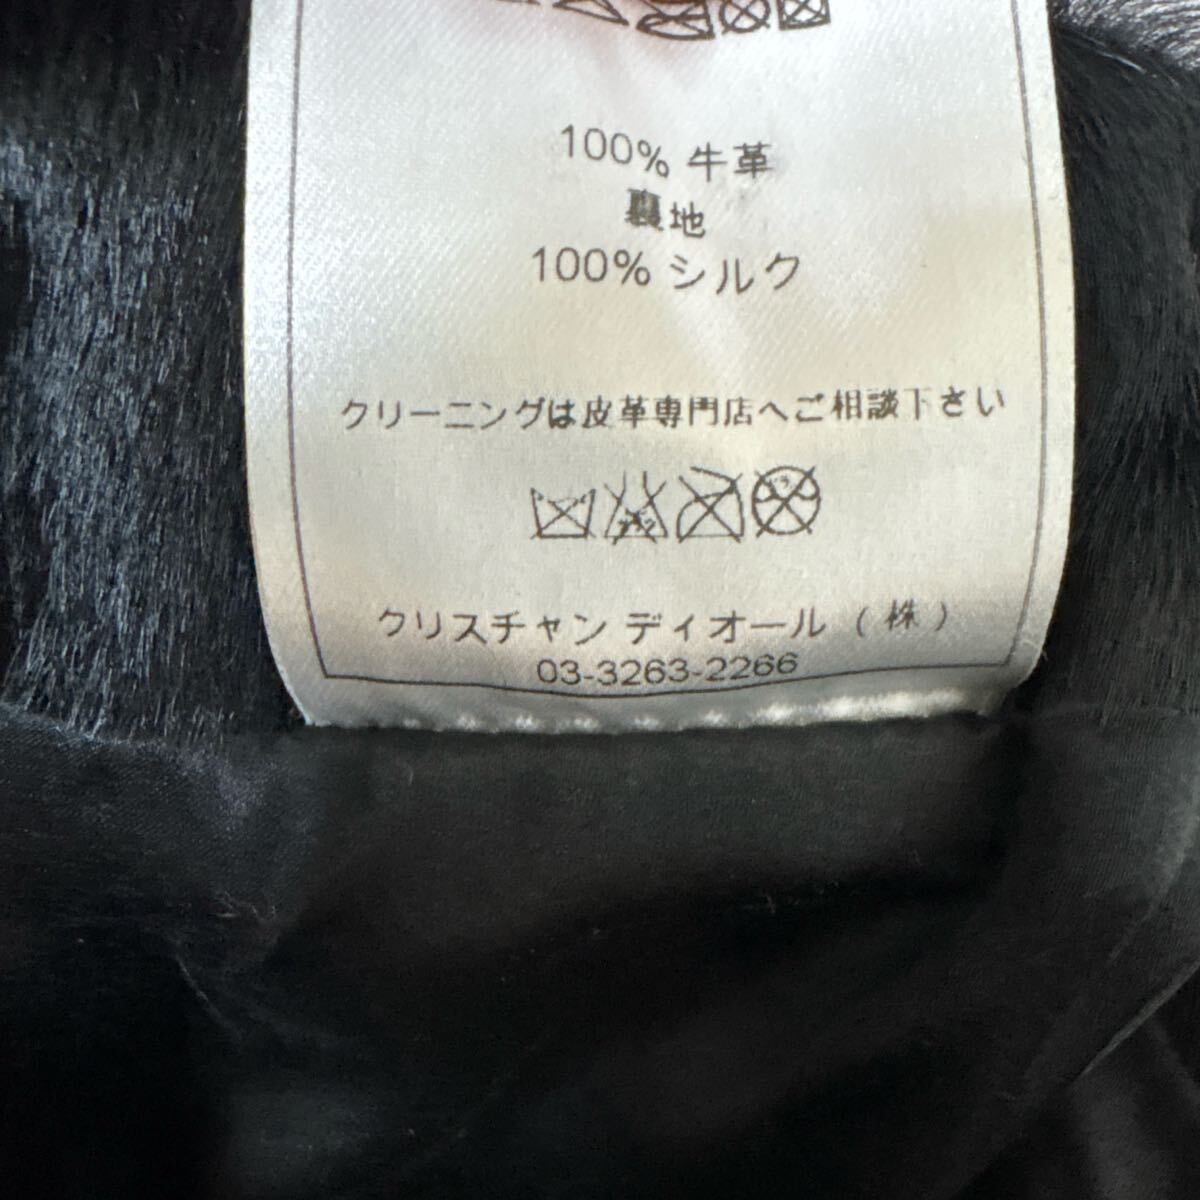 100% 牛革
裏地
100% シルク
クリーニングは皮革専門店へご相談下さい
クリスチャン ディオール (株)
03-3263-2266